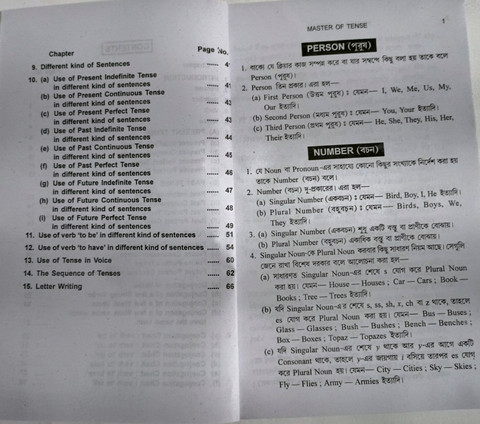 Chapter Page No.
9. Different kind of Sentences ...... 4
10. (a) Use of Present Indefinite Tense
in different kind of sentences ...... 41
(b) Use of Present Continuous Tense
in different kind of sentences ...... 42
(c) Use of Present Perfect Tense
in different kind of sentences ...... 43
(d) Use of Past Indefinite Tense
in different kind of sentences ...... 44
(e) Use of Past Continuous Tense
in different kind of sentences ...... 45
(f) Use of Past Perfect Tense
in different kind of sentences ...... 46
(g) Use of Future Indefinite Tense
in different kind of sentences ...... 47
(h) Use of Future Continuous Tense
in different kind of sentences ...... 48
(i) Use of Future Perfect Tense
in different kind of sentences ...... 49
11. Use of verb 'to be' in different kind of sentences ...... 51
12. Use of verb 'to have' in different kind of sentences ...... 54
13. Use of Tense in Voice ...... 60
14. The Sequence of Tenses ...... 62
15. Letter Writing ...... 66
MASTER OF TENSE 1
PERSON (পুরুষ)
1. বাক্যে যে ক্রিয়ার কাজ সম্পন্ন করে বা যার সম্বন্ধে কিছু বলা হয় তাকে বলে
Person (পুরুষ)।
2. Person তিন প্রকার। এরা হল—
(a) First Person (উত্তম পুরুষ) : যেমন— I, We, Me, Us, My,
Our ইত্যাদি।
(b) Second Person (মধ্যম পুরুষ) : যেমন— You, Your ইত্যাদি।
(c) Third Person (প্রথম পুরুষ) : যেমন— He, She, They, His, Her,
Their ইত্যাদি।
NUMBER (বচন)
1. যে Noun বা Pronoun -এর সাহায্যে কোনো কিছুর সংখ্যাকে নির্দেশ করা হয়
তাকে Number (বচন) বলে।
2. Number (বচন) দু-প্রকারের। এরা হল—
(a) Singular Number (একবচন) : যেমন— Bird, Boy, I, He ইত্যাদি।
(b) Plural Number (বহুবচন) : যেমন— Birds, Boys, We,
They ইত্যাদি।
3. (a) Singular Number (একবচন) শুধু একটি বস্তু বা প্রাণীকে বোঝায়।
(b) Plural Number (বহুবচন) একাধিক বস্তু বা প্রাণীকে বোঝায়।
4. Singular Noun-কে Plural Noun করবার কিছু সাধারণ নিয়ম আছে। সেগুলি
জেনে রাখা বিশেষ দরকার বলে আলোচনা করা হল—
(a) সাধারণত Singular Noun-এর শেষে s যোগ করে Plural Noun
করা হয়। যেমন— House — Houses ; Car — Cars ; Book —
Books ; Tree — Trees ইত্যাদি।
(b) যদি Singular Noun-এর শেষে s, ss, sh, x, ch বা z থাকে, তাহলে
es যোগ করে Plural Noun করা হয়। যেমন— Bus — Buses ;
Glass — Glasses ; Bush — Bushes ; Bench — Benches ;
Box — Boxes ; Topaz — Topazes ইত্যাদি।
(c) যদি Singular Noun-এর শেষে y থাকে আর y-এর আগে একটি
Consonant থাকে, তাহলে y-এর জায়গায় i বসিয়ে তারপর es যোগ
করে Plural Noun হয়। যেমন— City — Cities ; Sky — Skies ;
Fly — Flies ; Army — Armies ইত্যাদি।